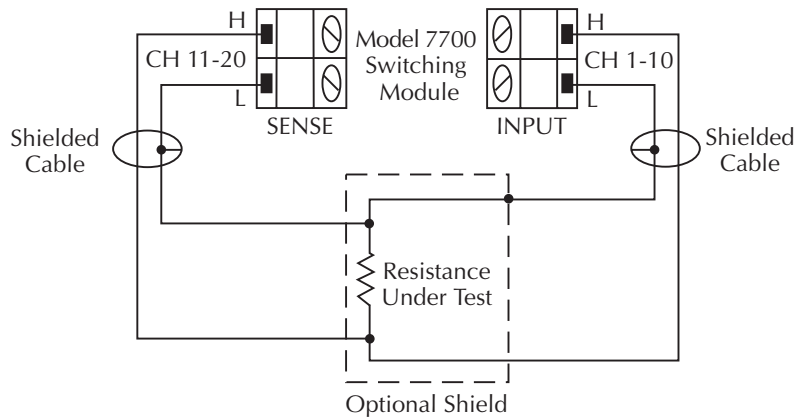 H
CH 11-20
L
SENSE
Model 7700
Switching
Module
H
CH 1-10
L
INPUT
Shielded
Cable
Shielded
Cable
Resistance
Under Test
Optional Shield